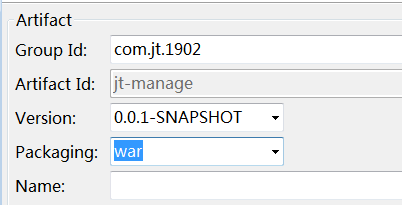 Artifact
Group Id: com.jt.1902
Artifact Id: jt-manage
Version: 0.0.1-SNAPSHOT
Packaging: war
Name: